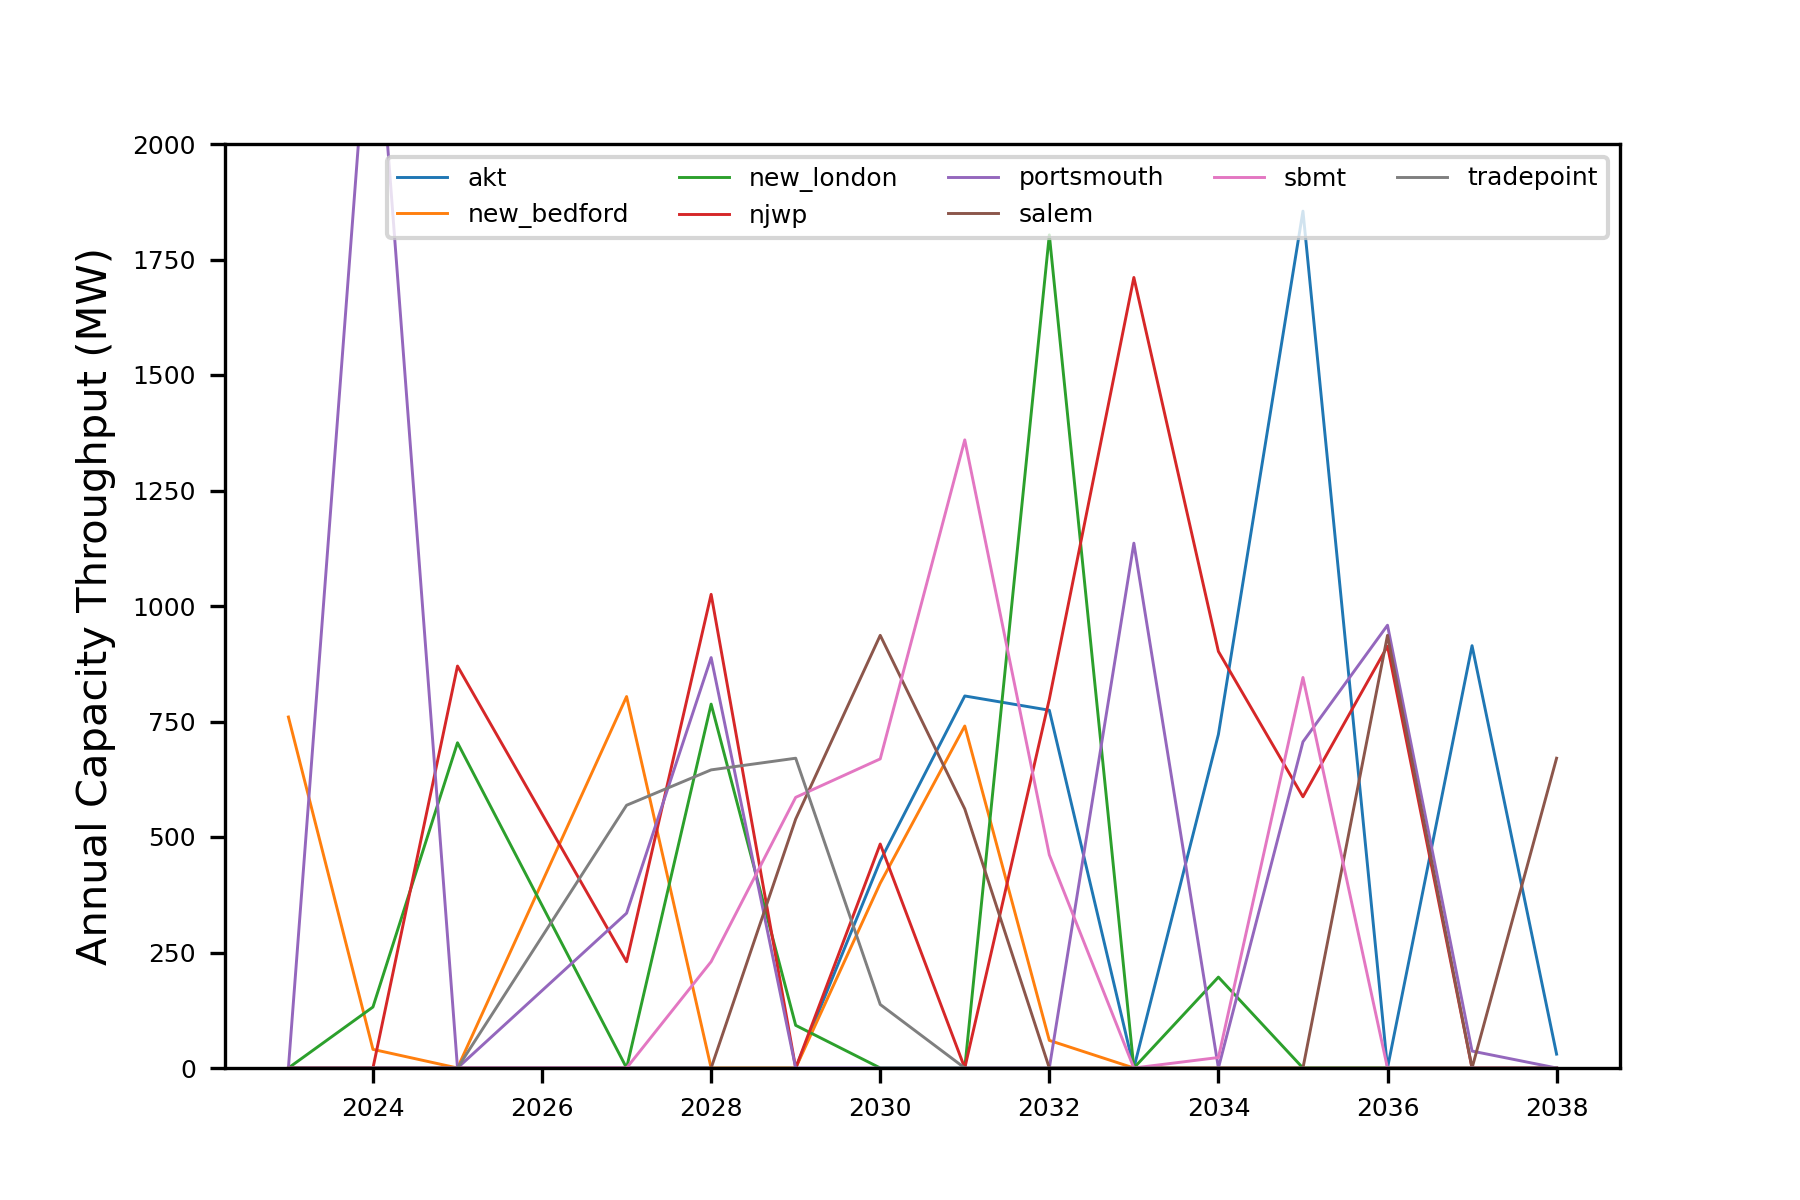 2000
1750
1500
1250
1000
750
500
250
0
Annual Capacity Throughput (MW)
akt new_london portsmouth sbmt tradepoint
new_bedford njwp salem
2024 2026 2028 2030 2032 2034 2036 2038